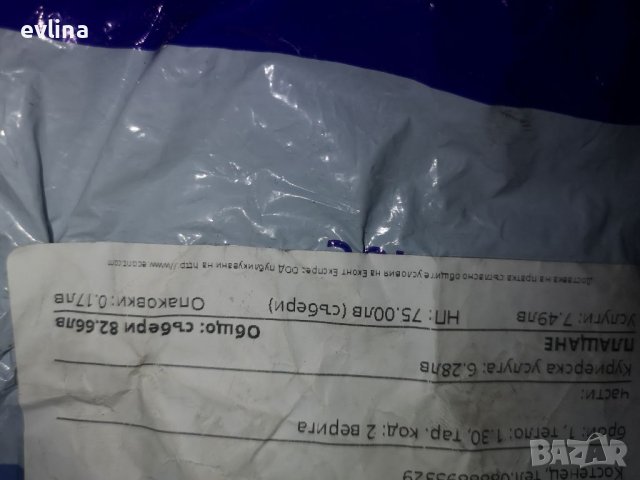 evlina
Костенец, тел.0888893329
брой: 1, тегло: 1.30, тар. код: 2 верига
части:
Куриерска услуга: 6.28лв
ПЛАЩАНЕ
Общо: събери 82.66лв
Услуги: 7.49лв НП: 75.00лв (събери) Опаковки: 0.17лв
Доставка на пратка съгласно общите условия на Еконт Експрес ООД публикувани на http://www.econt.com
BAZAR